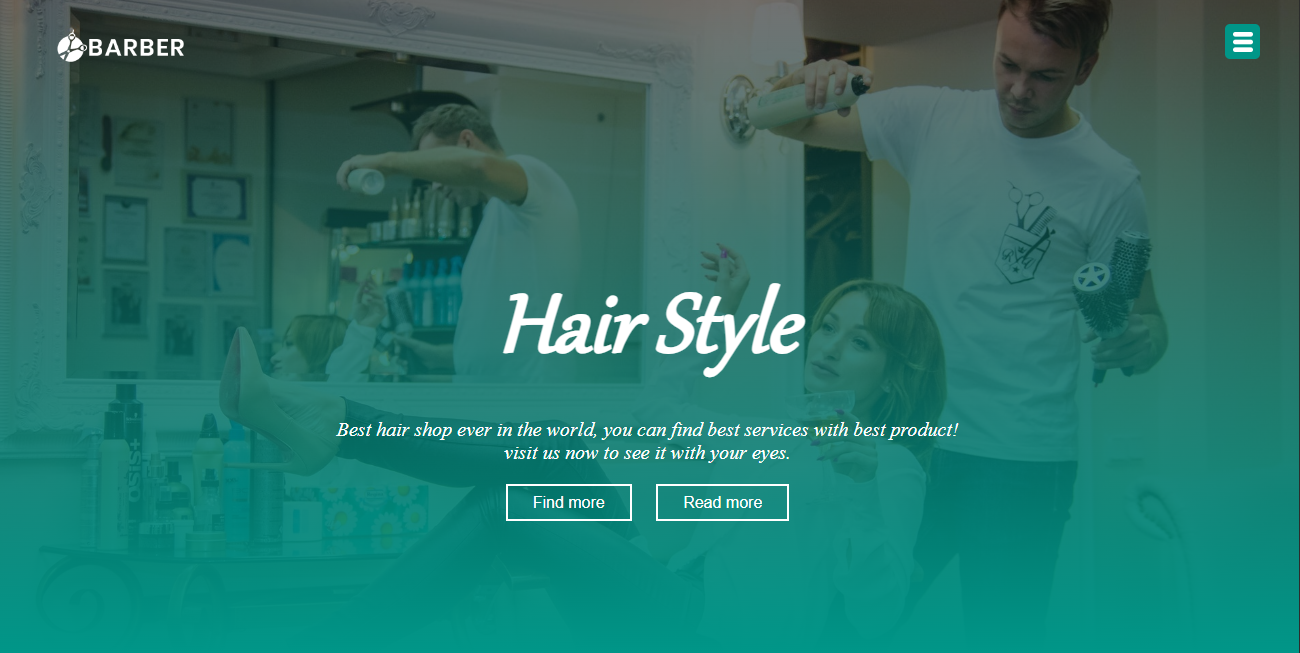 BARBER
Hair Style
Best hair shop ever in the world, you can find best services with best product!
visit us now to see it with your eyes.
Find more
Read more